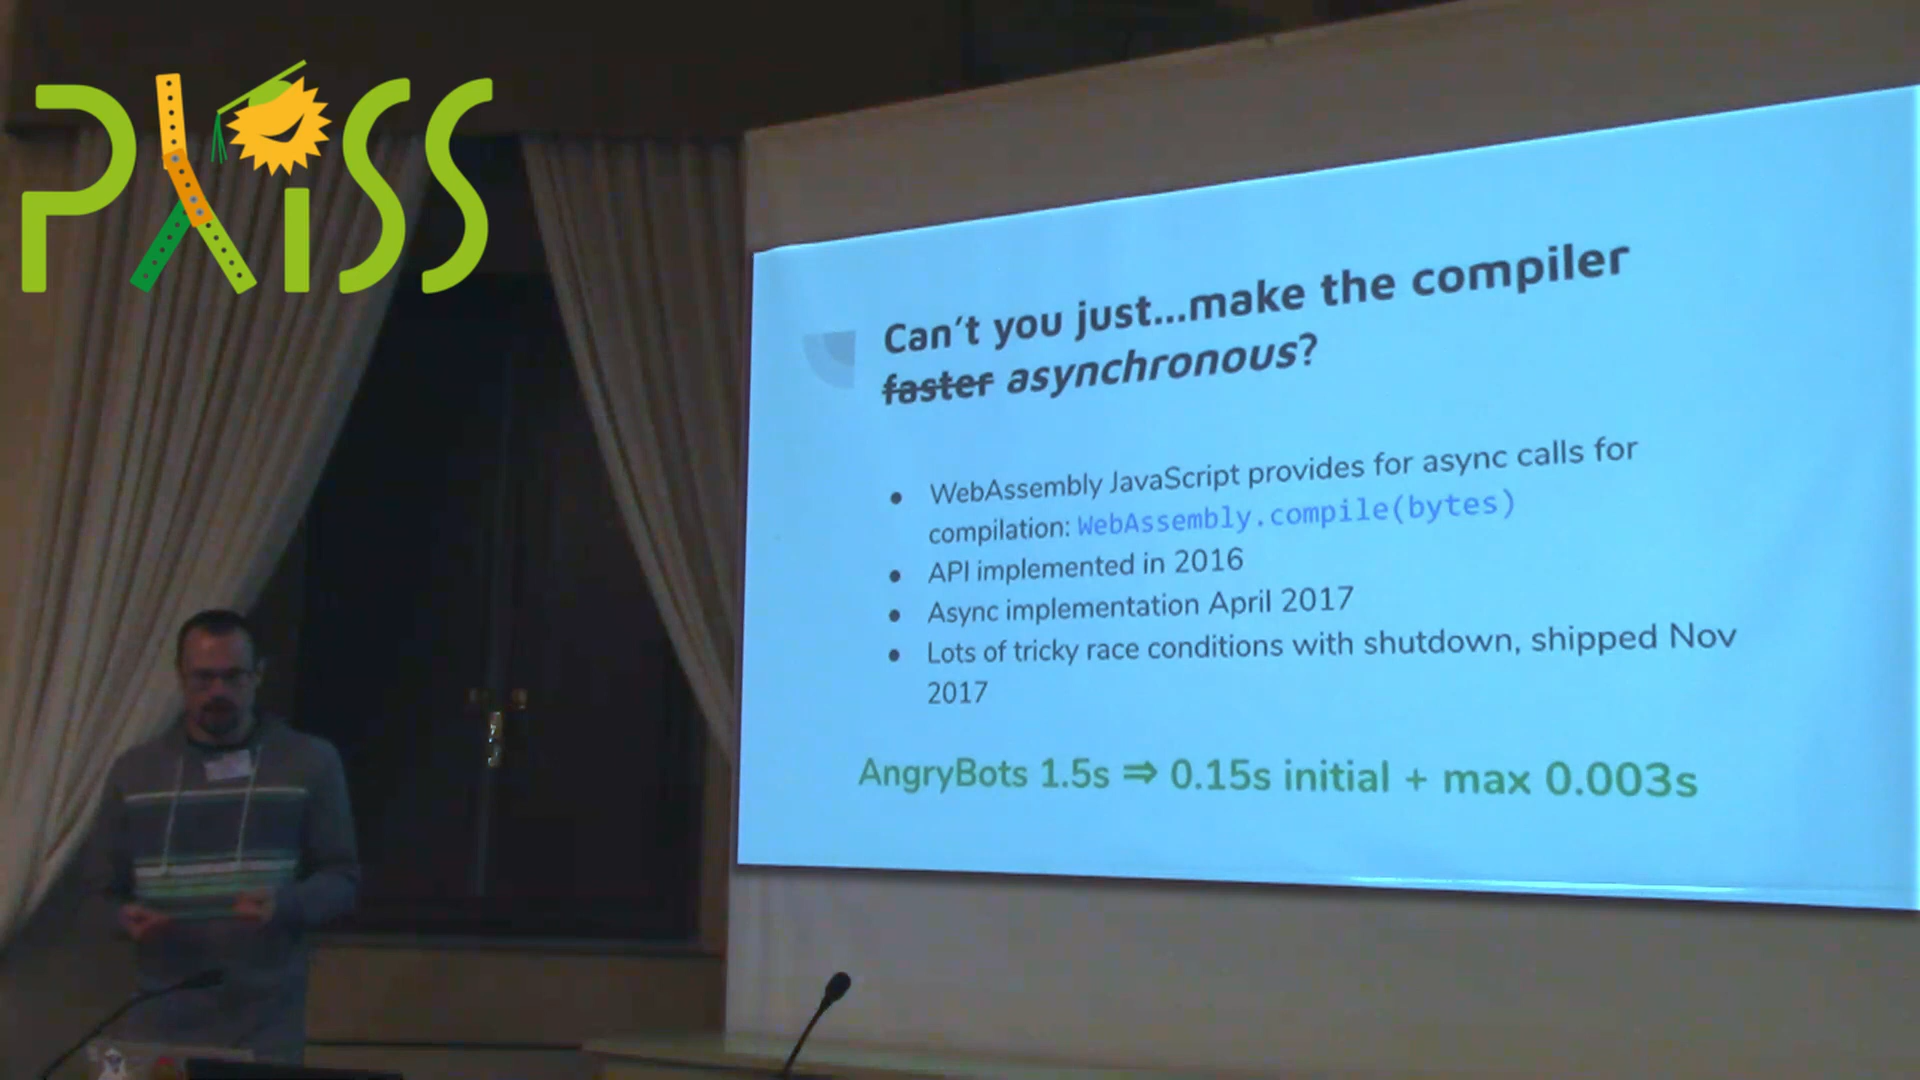 PLISS
Can't you just...make the compiler
faster asynchronous?
● WebAssembly JavaScript provides for async calls for
compilation: WebAssembly.compile(bytes)
● API implemented in 2016
● Async implementation April 2017
● Lots of tricky race conditions with shutdown, shipped Nov
2017
AngryBots 1.5s ⇒ 0.15s initial + max 0.003s